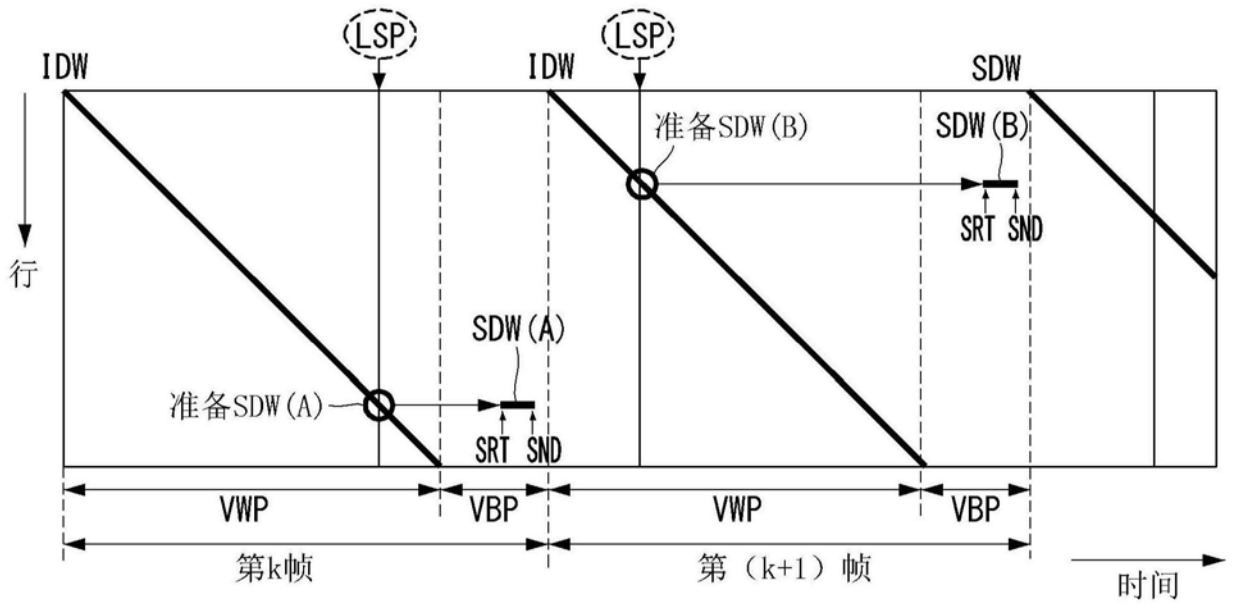 LSP
LSP
IDW
IDW
SDW
准备SDW(B)
SDW(B)
SRT
SND
行
SDW(A)
准备SDW(A)
SRT
SND
VWP
VBP
VWP
VBP
第k帧
第（k+1）帧
时间